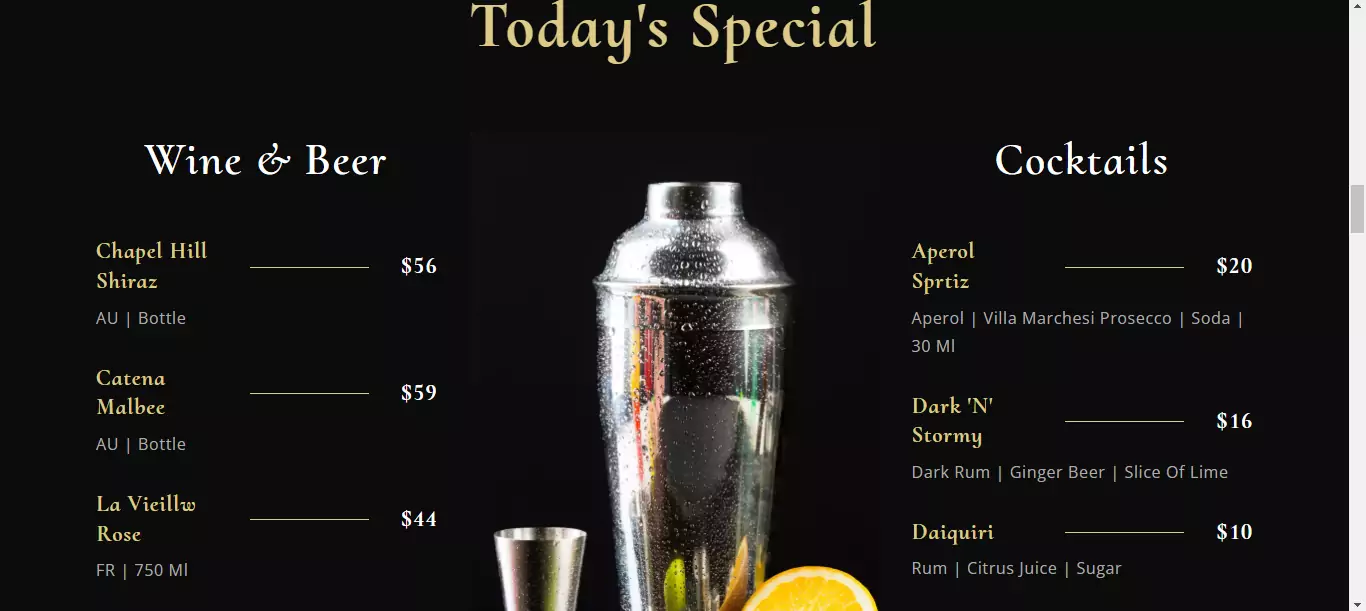 Today's Special
Wine & Beer
Chapel Hill
Shiraz
$56
AU | Bottle
Catena
Malbee
$59
AU | Bottle
La Vieillw
Rose
$44
FR | 750 Ml
Cocktails
Aperol
Sprtiz
$20
Aperol | Villa Marchesi Prosecco | Soda |
30 Ml
Dark 'N'
Stormy
$16
Dark Rum | Ginger Beer | Slice Of Lime
Daiquiri
$10
Rum | Citrus Juice | Sugar